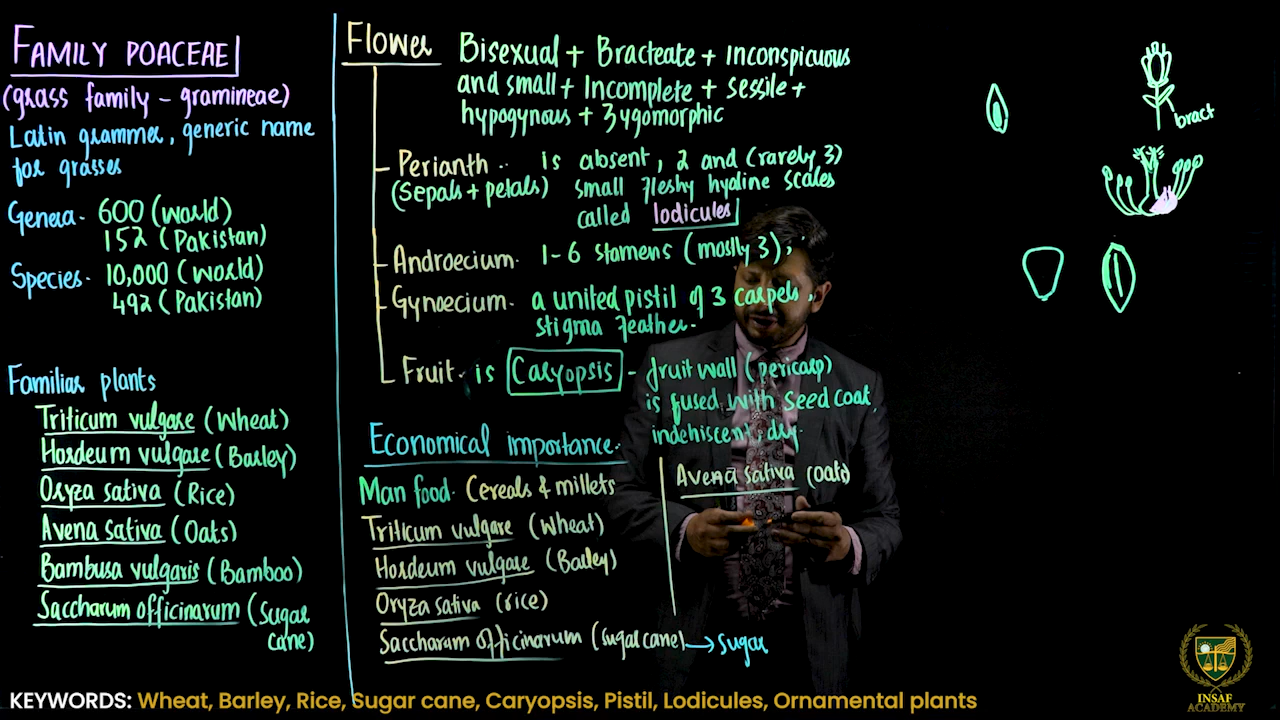 FAMILY POACEAE
(grass family - gramineae)
Latin grammer, generic name
for grasses
Genera - 600 (world)
152 (Pakistan)
Species - 10,000 (world)
492 (Pakistan)
Familiar plants
Triticum vulgare (Wheat)
Hordeum vulgare (Barley)
Oryza sativa (Rice)
Avena sativa (Oats)
Bambusa vulgaris (Bamboo)
Saccharum officinarum (Sugar
cane)
Flower
Bisexual + Bracteate + inconspicuous
and small + Incomplete + sessile +
hypogynous + Zygomorphic
Perianth .. is absent, 2 and (rarely 3)
(Sepals + petals) small fleshy hyaline scales
called lodicules
Androecium - 1-6 stamens (mostly 3),
Gynoecium - a united pistil of 3 carpels,
stigma feather.
Fruit - is Caryopsis - fruit wall (pericarp)
is fused with seed coat,
indehiscent, dry.
Economical importance.
Man food. Cereals & millets
Triticum vulgare (Wheat)
Hordeum vulgare (Barley)
Oryza sativa (rice)
Saccharum officinarum (sugar cane) → sugar
Avena sativa (oats)
bract
KEYWORDS: Wheat, Barley, Rice, Sugar cane, Caryopsis, Pistil, Lodicules, Ornamental plants
INSAF
ACADEMY